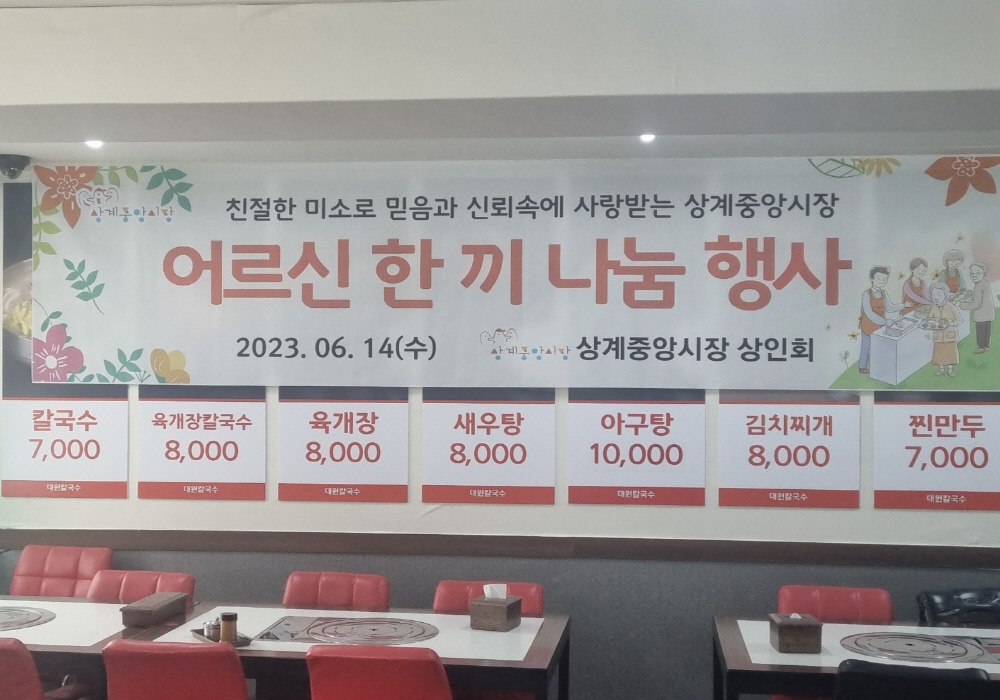 상계중앙시장
친절한 미소로 믿음과 신뢰속에 사랑받는 상계중앙시장
어르신 한 끼 나눔 행사
2023. 06. 14(수)
상계중앙시장 상계중앙시장 상인회
칼국수
7,000
대원칼국수
육개장칼국수
8,000
대원칼국수
육개장
8,000
대원칼국수
새우탕
8,000
대원칼국수
아구탕
10,000
대원칼국수
김치찌개
8,000
대원칼국수
찐만두
7,000
대원칼국수